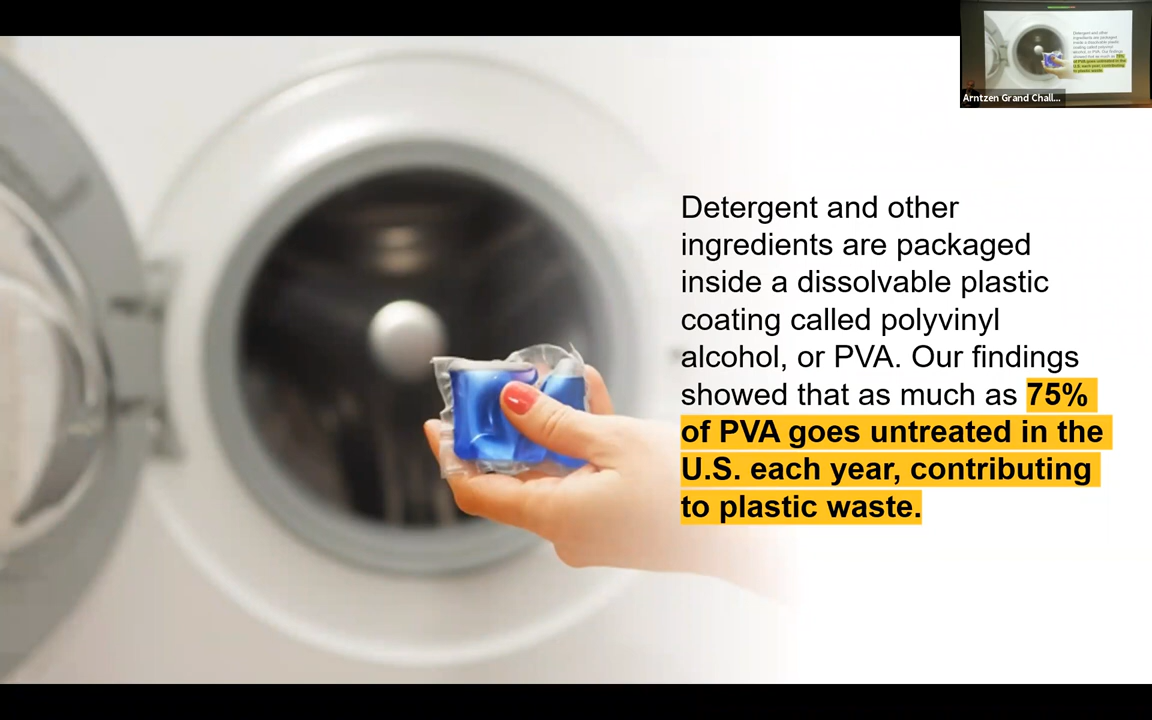 Arntzen Grand Chall...
Detergent and other
ingredients are packaged
inside a dissolvable plastic
coating called polyvinyl
alcohol, or PVA. Our findings
showed that as much as 75%
of PVA goes untreated in the
U.S. each year, contributing
to plastic waste.